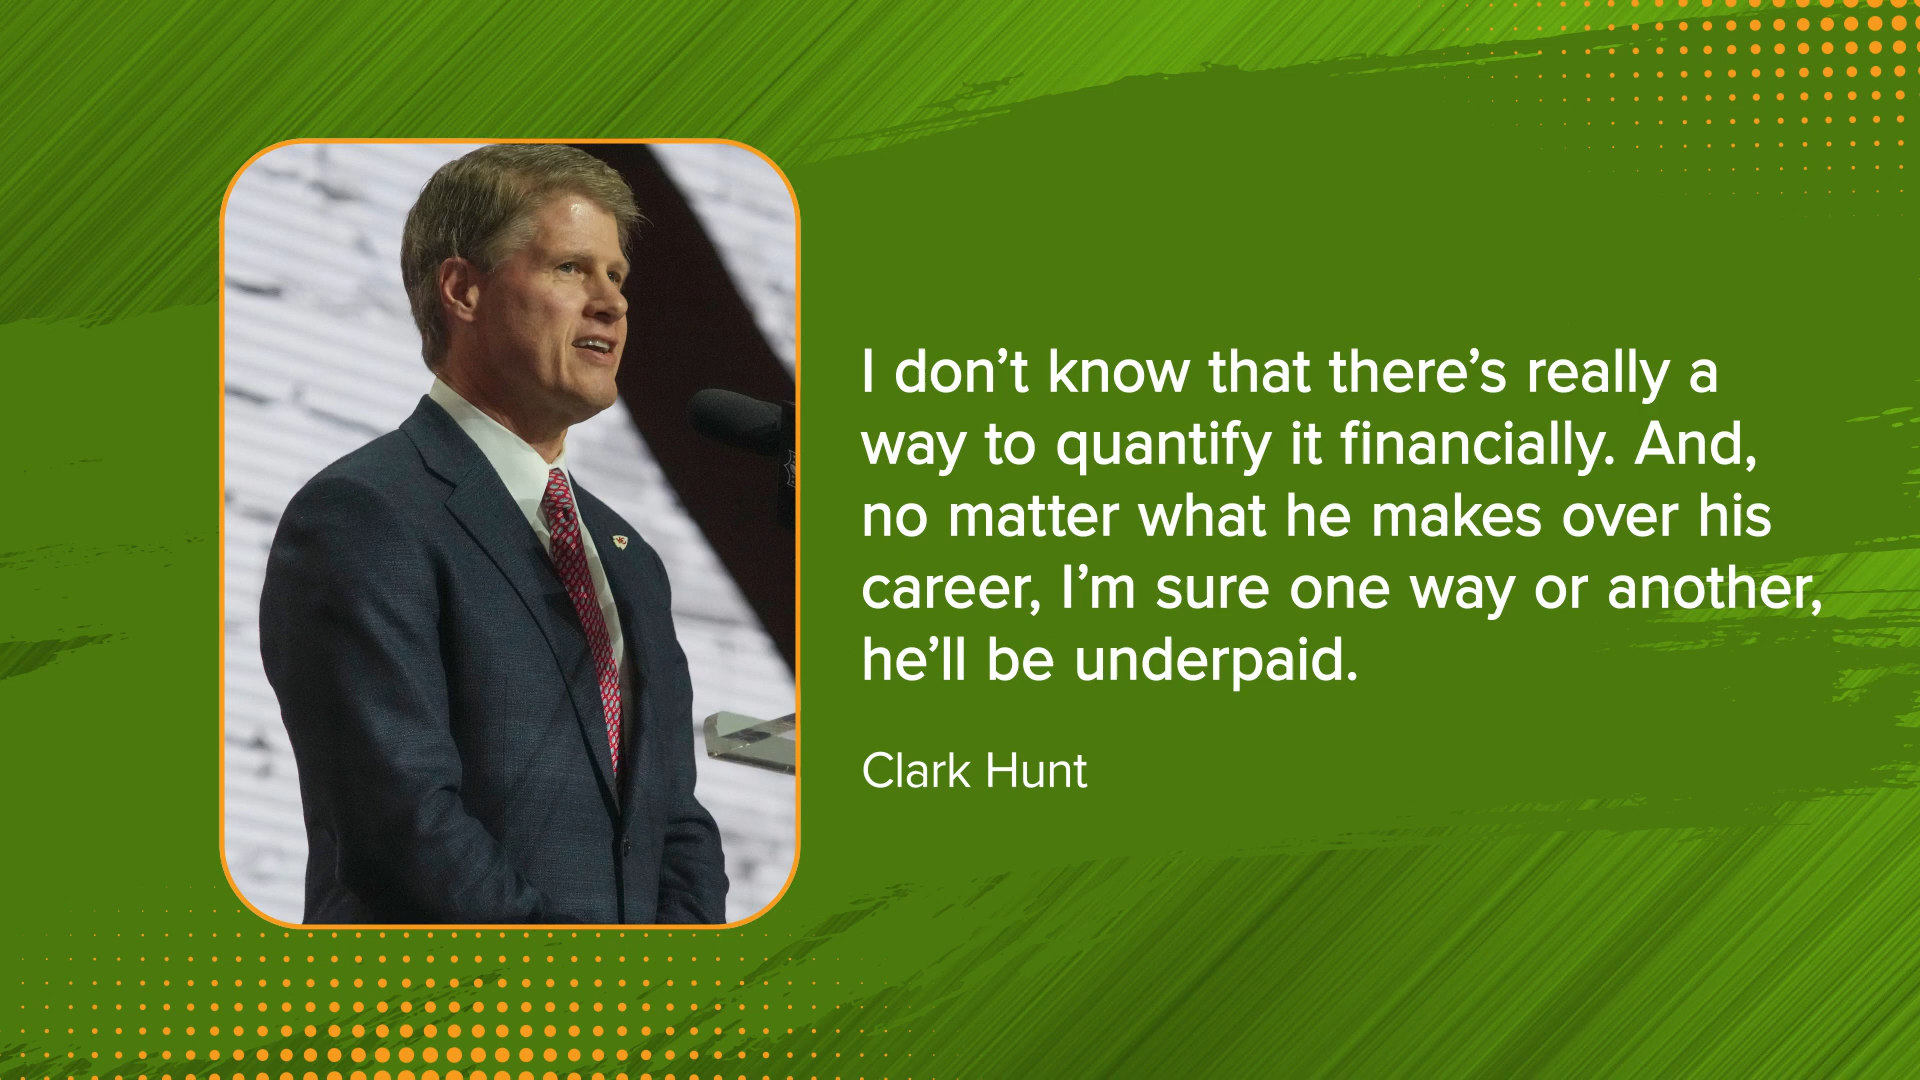 I don’t know that there’s really a
way to quantify it financially. And,
no matter what he makes over his
career, I’m sure one way or another,
he’ll be underpaid.
Clark Hunt